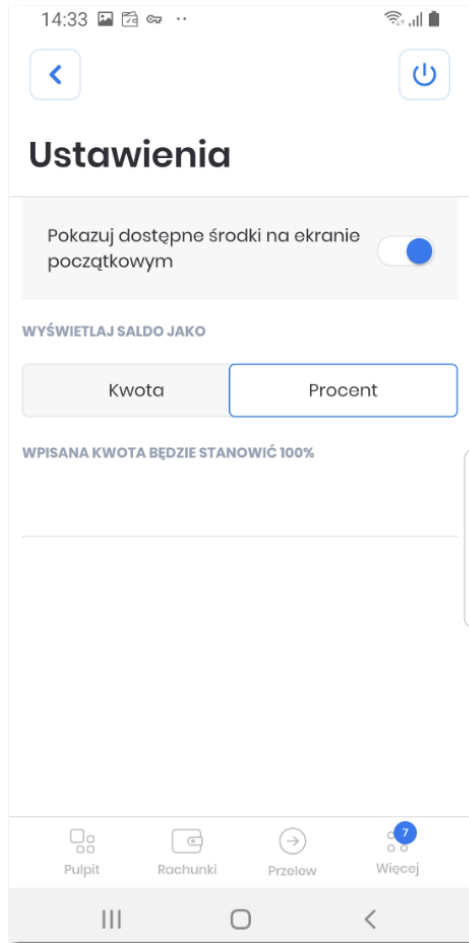 14:33
Ustawienia
Pokazuj dostępne środki na ekranie
początkowym
WYŚWIETLAJ SALDO JAKO
Kwota Procent
WPISANA KWOTA BĘDZIE STANOWIĆ 100%
7
Pulpit Rachunki Przelew Więcej